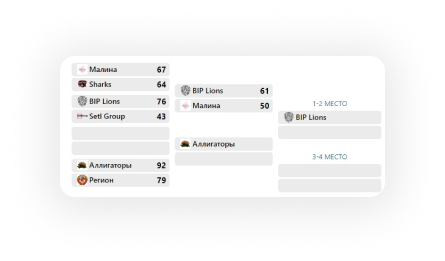 Малина 67
Sharks 64
BIP Lions 76
Setl Group 43
Аллигаторы 92
Регион 79
BIP Lions 61
Малина 50
Аллигаторы
1-2 МЕСТО
BIP Lions
3-4 МЕСТО